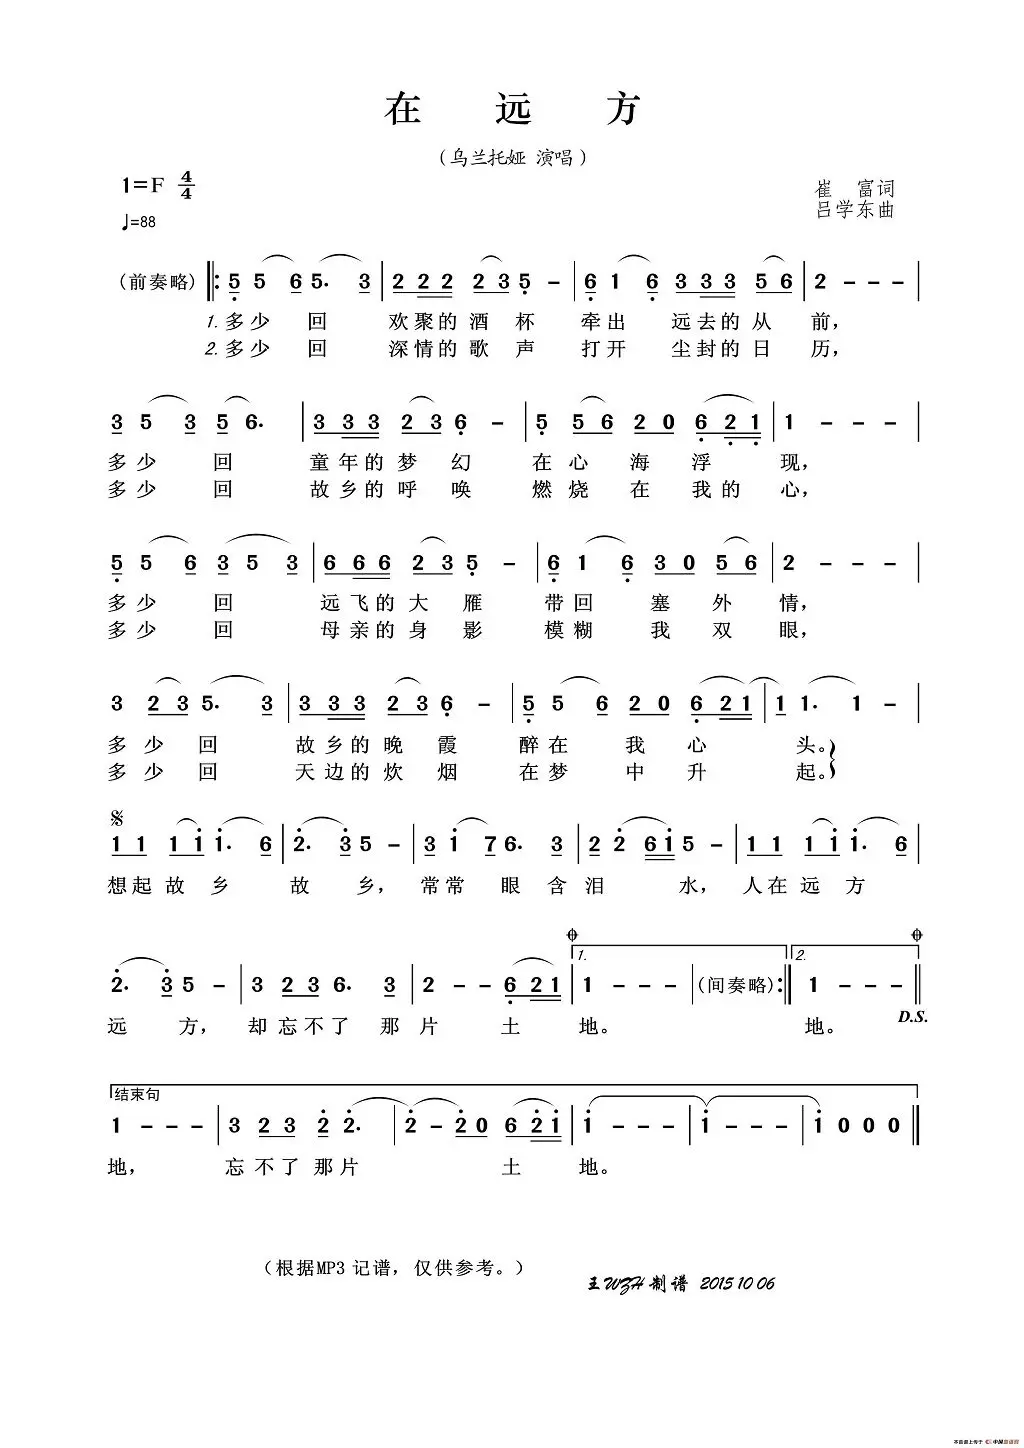 在 远 方
（乌兰托娅 演唱）
1=F 4/4
崔 富词
♩=88
吕学东曲
(前奏略) ‖: 5̣ 5 6 5. 3 | 2 2 2 2 3 5̣ - | 6̣ 1 6̣ 3 3 3 5 6 | 2 - - - |
1. 多少 回 欢聚的酒 杯 牵出 远去的从 前，
2. 多少 回 深情的歌 声 打开 尘封的日 历，
3 5 3 5 6. | 3 3 3 2 3 6̣ - | 5̣ 5 6 2 0 6̣ 2̣ 1̣ | 1 - - - |
多少 回 童年的梦 幻 在心 海 浮 现，
多少 回 故乡的呼 唤 燃烧 在 我的 心，
5̣ 5 6 3 5 3 | 6 6 6 2 3 5̣ - | 6̣ 1 6̣ 3 0 5 6 | 2 - - - |
多少 回 远飞的大 雁 带回 塞 外 情，
多少 回 母亲的身 影 模糊 我 双 眼，
3 2 3 5. 3 | 3 3 3 2 3 6̣ - | 5̣ 5 6 2 0 6̣ 2 1 | 1 1. 1 - |
多少回 故乡的晚 霞 醉在 我 心 头。
多少回 天边的炊 烟 在梦 中 升 起。
1 1 1 i i. 6 | 2̇. 3̇ 5 - | 3 i 7 6. 3 | 2 2̇ 6 i 5 - | 1 1 1 i i. 6 |
想起故 乡 故 乡，常常 眼 含 泪 水，人在远 方
2̇. 3̇ 5 - | 3 2 3 6. 3 | 2 - - 6̣ 2 1 | 1. 1 - - - | (间奏略) :‖ 2. 1 - - - ‖
远 方，却忘不了 那 片 土 地。 地。
D.S.
结束句
1 - - - | 3 2 3 2̇ 2̇. | 2̇ - 2̇ 0 6 2̇ i | i - - - | i - - - | i 0 0 0 ‖
地， 忘不了那片 土 地。
（根据MP3记谱，仅供参考。）
王WZH制谱 2015 10 06